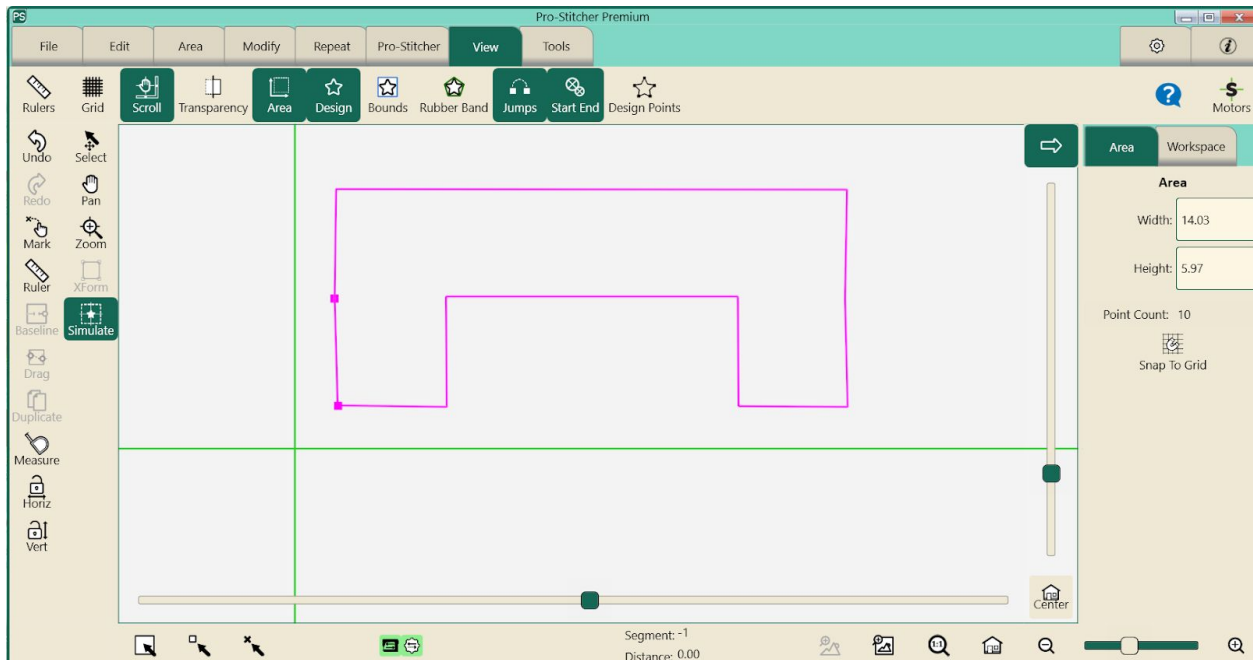 PS
Pro-Stitcher Premium
File
Edit
Area
Modify
Repeat
Pro-Stitcher
View
Tools
Rulers
Grid
Scroll
Transparency
Area
Design
Bounds
Rubber Band
Jumps
Start End
Design Points
Motors
Undo
Select
Redo
Pan
Mark
Zoom
Ruler
XForm
Baseline
Simulate
Drag
Duplicate
Measure
Horiz
Vert
Area
Workspace
Area
Width: 14.03
Height: 5.97
Point Count: 10
Snap To Grid
Center
Segment: -1
Distance: 0.00
1:1